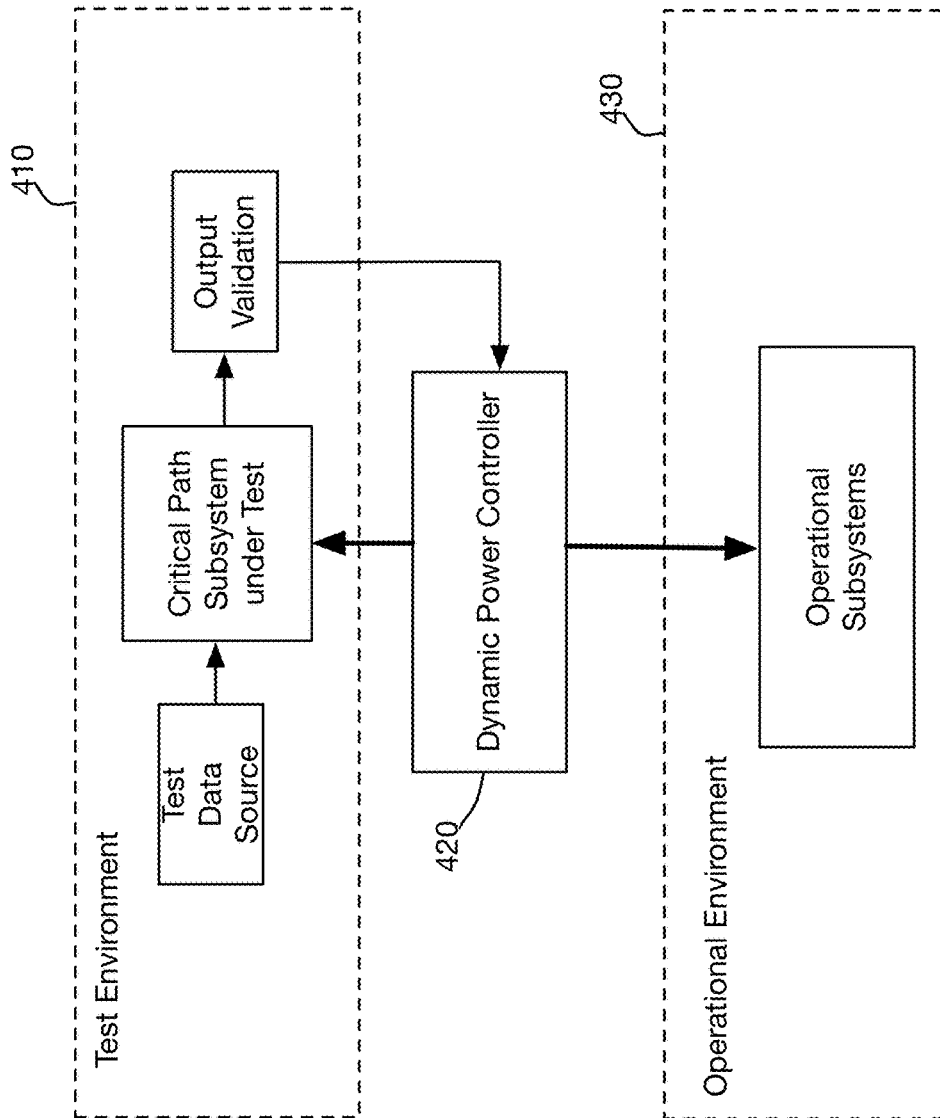 410
Test Environment
Test
Data
Source
Critical Path
Subsystem
under Test
Output
Validation
420
Dynamic Power Controller
430
Operational Environment
Operational
Subsystems